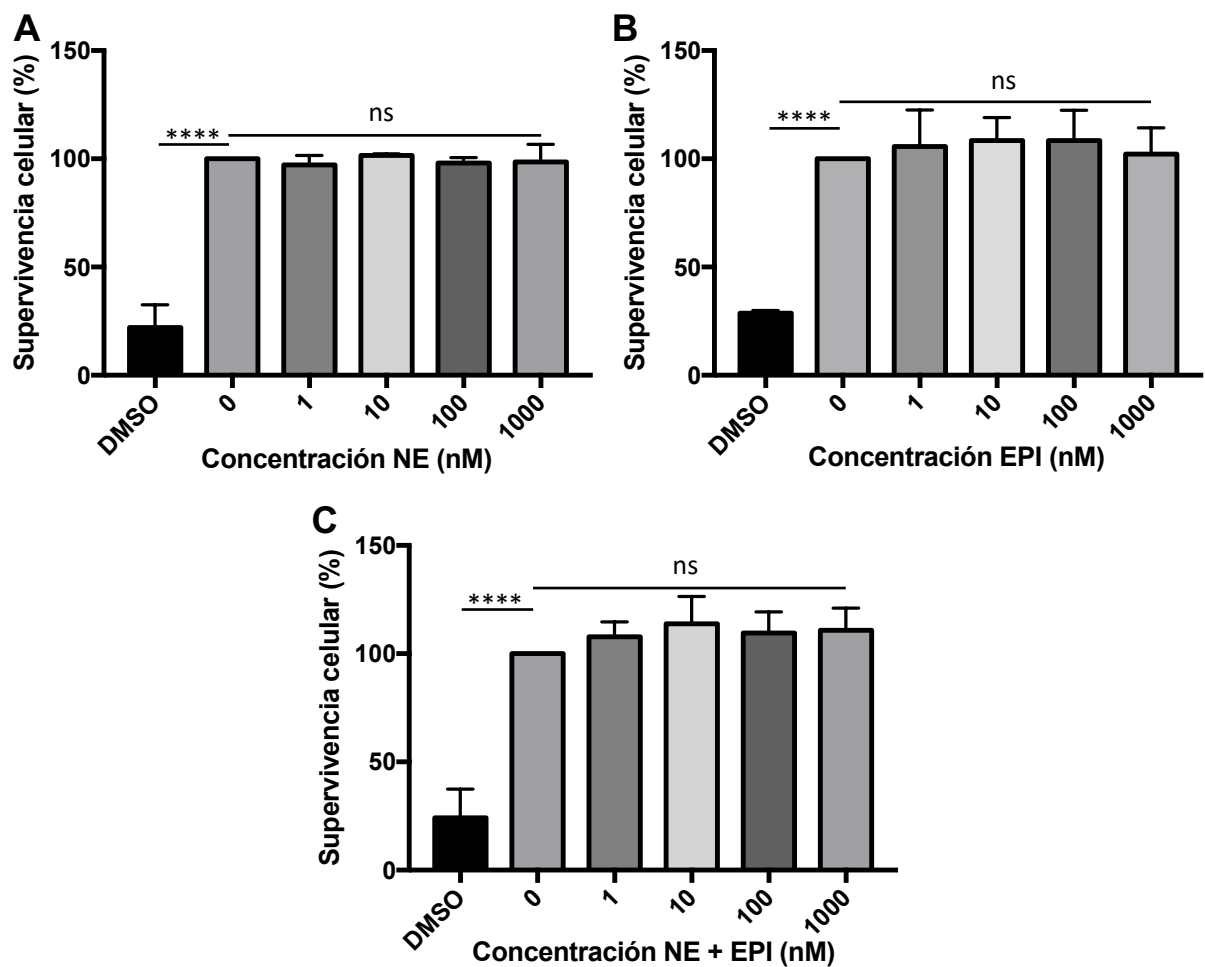 A
Supervivencia celular (%)
150
100
50
0
****
ns
DMSO
0
1
10
100
1000
Concentración NE (nM)
B
Supervivencia celular (%)
150
100
50
0
****
ns
DMSO
0
1
10
100
1000
Concentración EPI (nM)
C
Supervivencia celular (%)
150
100
50
0
****
ns
DMSO
0
1
10
100
1000
Concentración NE + EPI (nM)